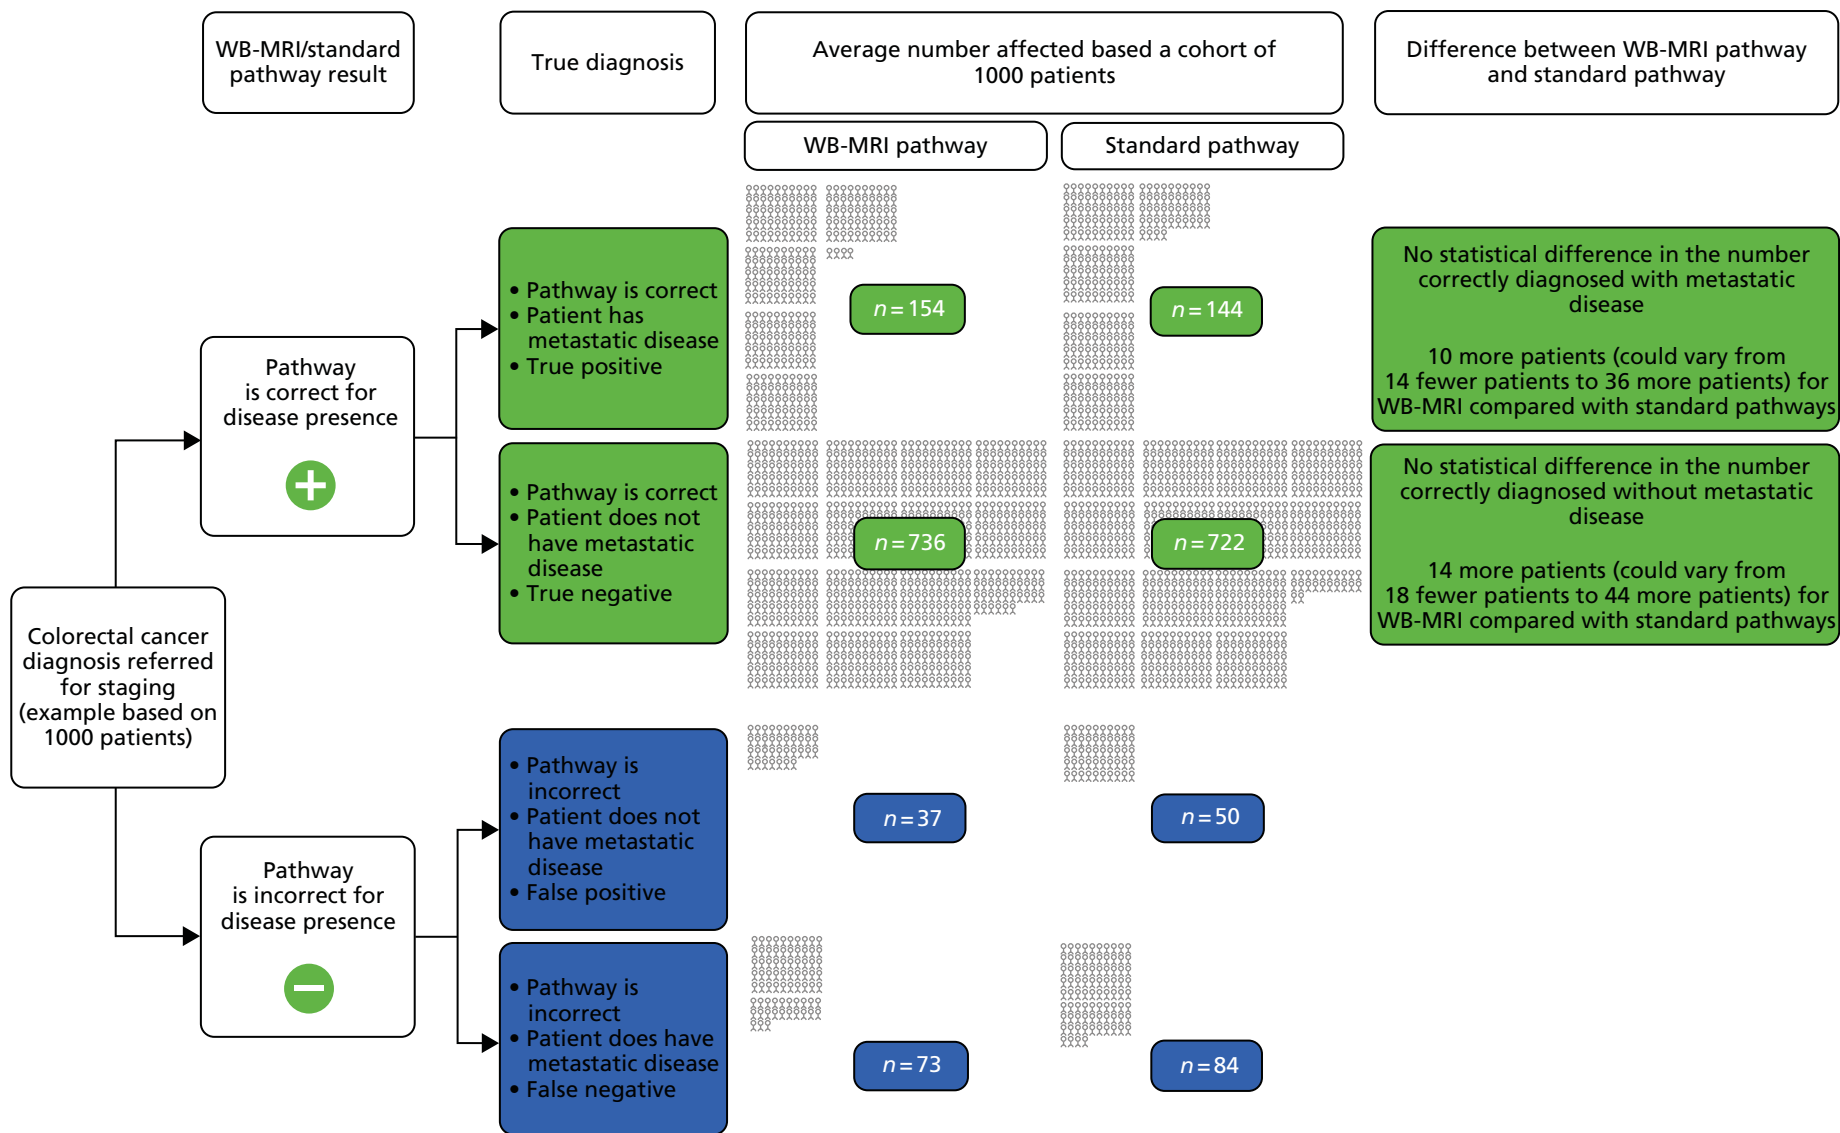 WB-MRI/standard
pathway result
True diagnosis
Average number affected based a cohort of
1000 patients
Difference between WB-MRI pathway
and standard pathway
WB-MRI pathway
Standard pathway
Colorectal cancer
diagnosis referred
for staging
(example based on
1000 patients)
Pathway
is correct for
disease presence
+
• Pathway is correct
• Patient has
metastatic disease
• True positive
n = 154
n = 144
No statistical difference in the number
correctly diagnosed with metastatic
disease
10 more patients (could vary from
14 fewer patients to 36 more patients) for
WB-MRI compared with standard pathways
• Pathway is correct
• Patient does not
have metastatic
disease
• True negative
n = 736
n = 722
No statistical difference in the number
correctly diagnosed without metastatic
disease
14 more patients (could vary from
18 fewer patients to 44 more patients) for
WB-MRI compared with standard pathways
Pathway
is incorrect for
disease presence
−
• Pathway is
incorrect
• Patient does not
have metastatic
disease
• False positive
n = 37
n = 50
• Pathway is
incorrect
• Patient does have
metastatic disease
• False negative
n = 73
n = 84